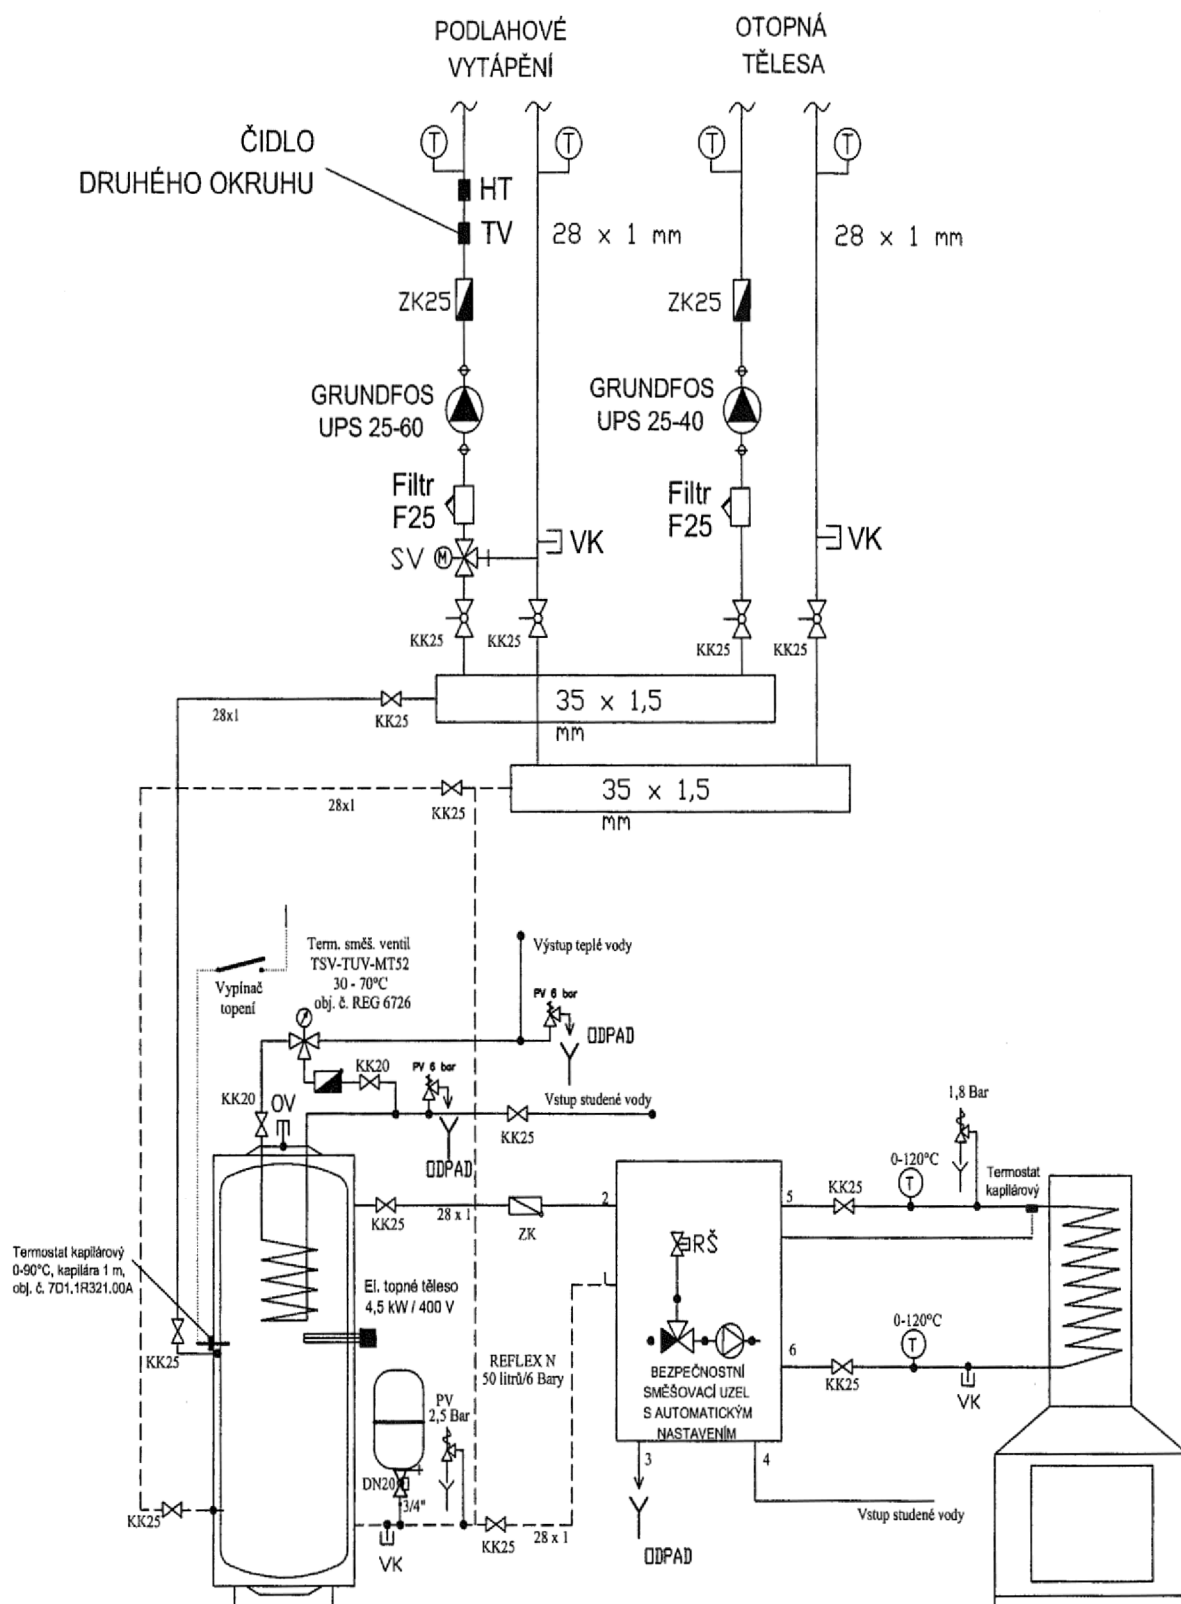 PODLAHOVÉ
VYTÁPĚNÍ
OTOPNÁ
TĚLESA
T
T
T
T
ČIDLO
DRUHÉHO OKRUHU
HT
TV
28 x 1 mm
28 x 1 mm
ZK25
ZK25
GRUNDFOS
UPS 25-60
GRUNDFOS
UPS 25-40
Filtr
F25
Filtr
F25
SV
M
VK
VK
KK25
KK25
KK25
KK25
35 x 1,5
mm
28x1
KK25
35 x 1,5
mm
28x1
KK25
Term. směš. ventil
TSV-TUV-MT52
30 - 70°C
obj. č. REG 6726
Výstup teplé vody
Vypínač
topení
PV 6 bor
ODPAD
KK20
PV 6 bor
KK20
OV
Vstup studené vody
KK25
ODPAD
1,8 Bar
0-120°C
T
Termostat
kapilárový
KK25
KK25
28 x 1
ZK
2
5
RŠ
Termostat kapilárový
0-90°C, kapilára 1 m,
obj. č. 7D1.1R321.00A
El. topné těleso
4,5 kW / 400 V
1
KK25
0-120°C
T
6
KK25
VK
REFLEX N
50 litrů/6 Bary
BEZPEČNOSTNÍ
SMĚŠOVACÍ UZEL
S AUTOMATICKÝM
NASTAVENÍM
PV
2,5 Bar
3
4
DN20
3/4"
KK25
VK
KK25
28 x 1
Vstup studené vody
ODPAD